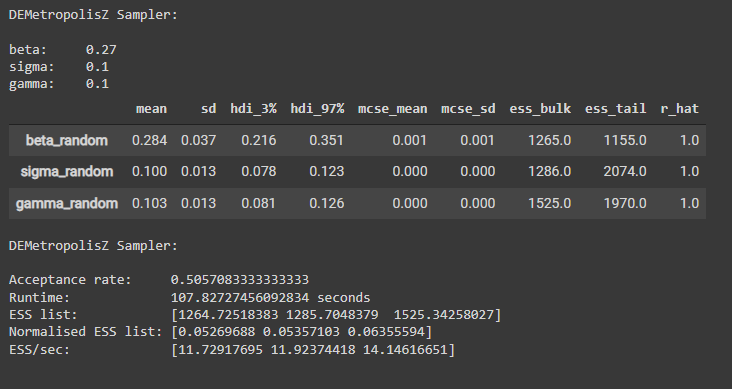 DEMetropolisZ Sampler:
beta: 0.27
sigma: 0.1
gamma: 0.1
mean sd hdi_3% hdi_97% mcse_mean mcse_sd ess_bulk ess_tail r_hat
beta_random 0.284 0.037 0.216 0.351 0.001 0.001 1265.0 1155.0 1.0
sigma_random 0.100 0.013 0.078 0.123 0.000 0.000 1286.0 2074.0 1.0
gamma_random 0.103 0.013 0.081 0.126 0.000 0.000 1525.0 1970.0 1.0
DEMetropolisZ Sampler:
Acceptance rate: 0.5057083333333333
Runtime: 107.82727456092834 seconds
ESS list: [1264.72518383 1285.7048379 1525.34258027]
Normalised ESS list: [0.05269688 0.05357103 0.06355594]
ESS/sec: [11.72917695 11.92374418 14.14616651]